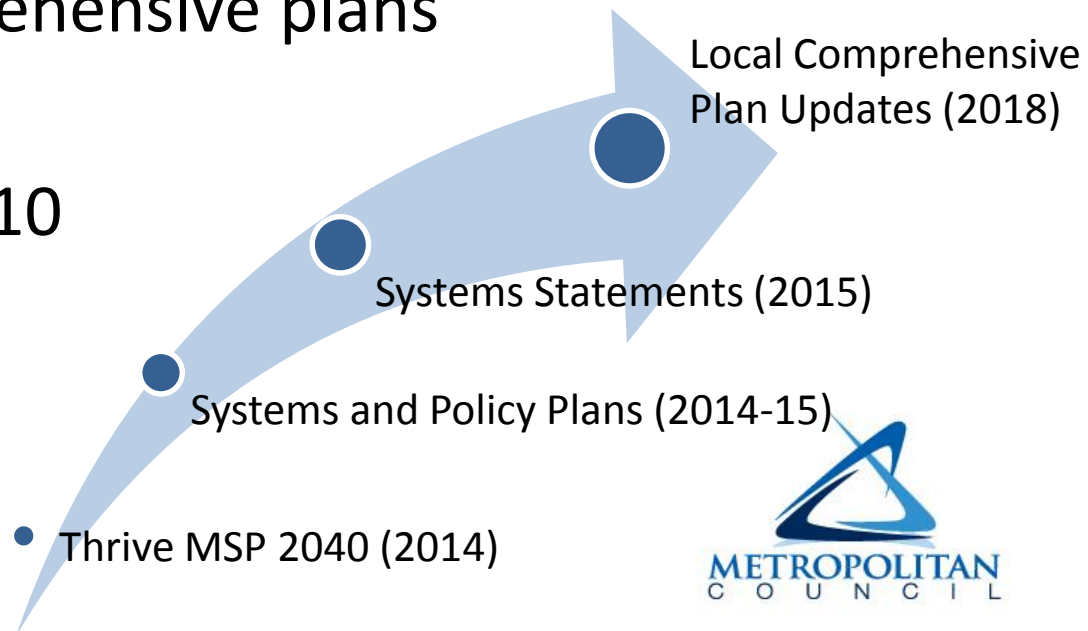 ehensive plans
Local Comprehensive
Plan Updates (2018)
10
Systems Statements (2015)
Systems and Policy Plans (2014-15)
Thrive MSP 2040 (2014)
METROPOLITAN
COUNCIL